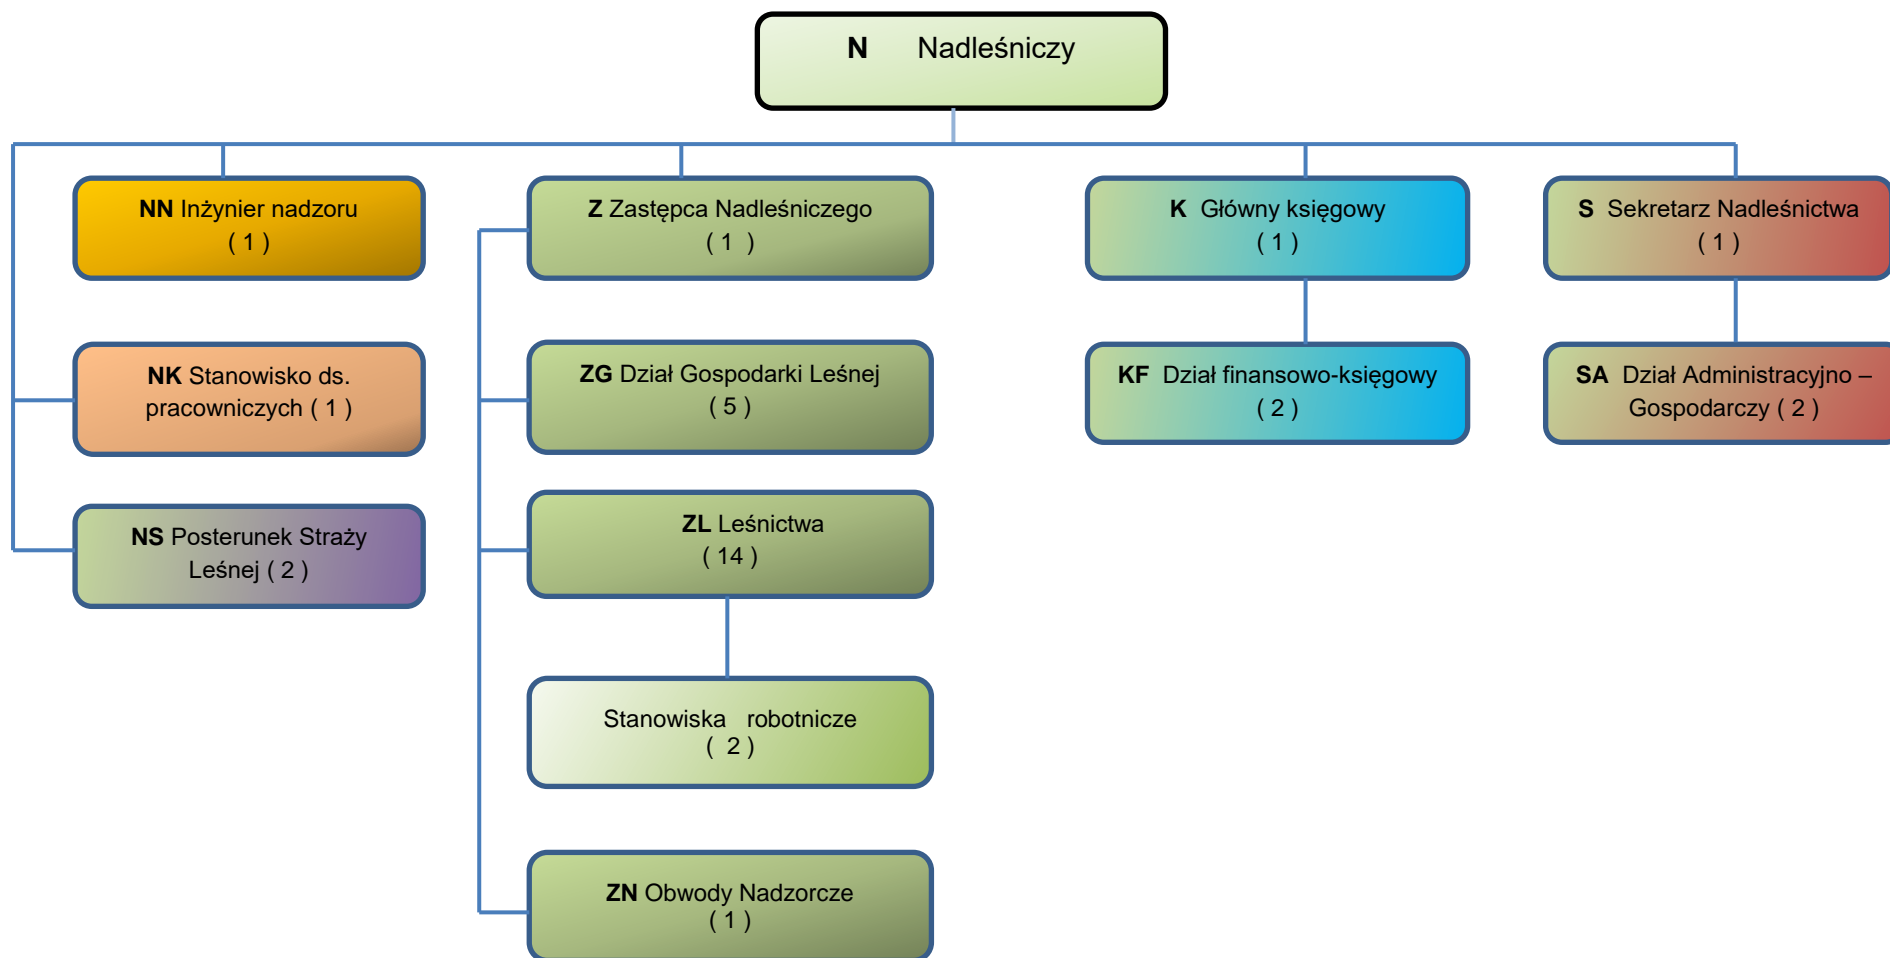 N Nadleśniczy
NN Inżynier nadzoru
( 1 )
Z Zastępca Nadleśniczego
( 1 )
K Główny księgowy
( 1 )
S Sekretarz Nadleśnictwa
( 1 )
NK Stanowisko ds.
pracowniczych ( 1 )
ZG Dział Gospodarki Leśnej
( 5 )
KF Dział finansowo-księgowy
( 2 )
SA Dział Administracyjno –
Gospodarczy ( 2 )
NS Posterunek Straży
Leśnej ( 2 )
ZL Leśnictwa
( 14 )
Stanowiska robotnicze
( 2 )
ZN Obwody Nadzorcze
( 1 )